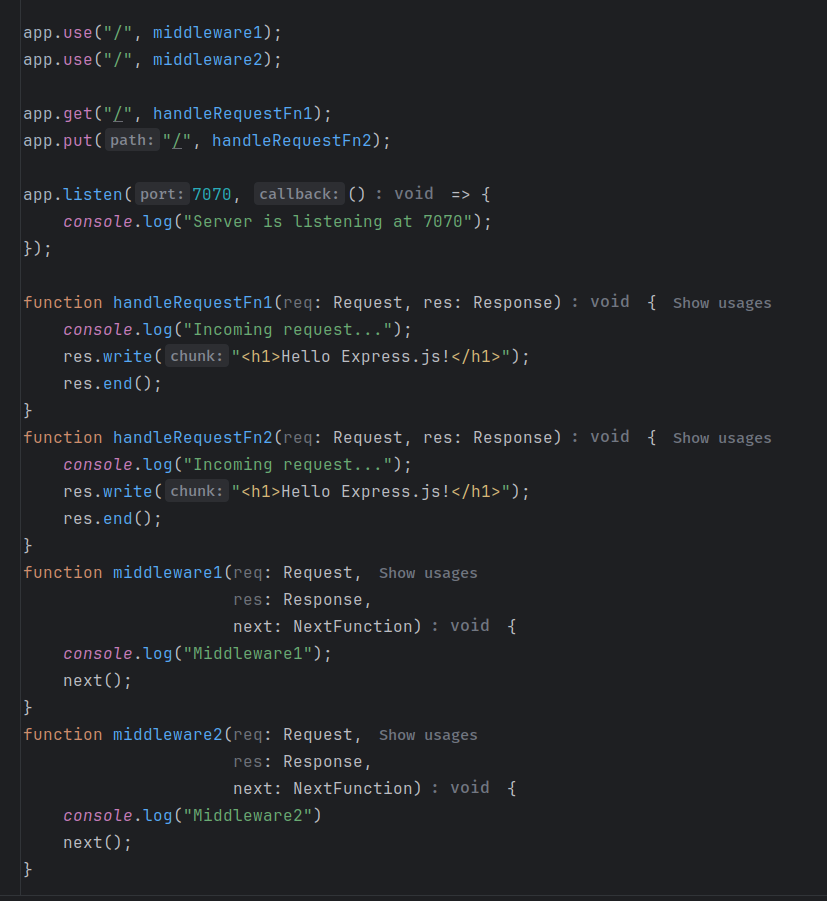 app.use("/", middleware1);
app.use("/", middleware2);
app.get("/", handleRequestFn1);
app.put( path: "/", handleRequestFn2);
app.listen( port: 7070, callback: () : void => {
    console.log("Server is listening at 7070");
});
function handleRequestFn1(req: Request, res: Response) : void { Show usages
    console.log("Incoming request...");
    res.write( chunk: "<h1>Hello Express.js!</h1>");
    res.end();
}
function handleRequestFn2(req: Request, res: Response) : void { Show usages
    console.log("Incoming request...");
    res.write( chunk: "<h1>Hello Express.js!</h1>");
    res.end();
}
function middleware1(req: Request, Show usages
                     res: Response,
                     next: NextFunction) : void {
    console.log("Middleware1");
    next();
}
function middleware2(req: Request, Show usages
                     res: Response,
                     next: NextFunction) : void {
    console.log("Middleware2")
    next();
}